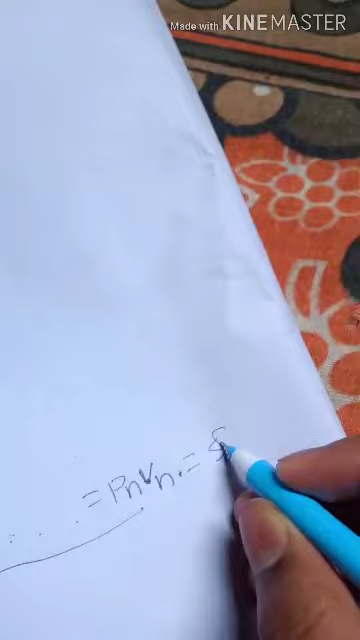 Made with KINEMASTER
. . . . = PnVn. =